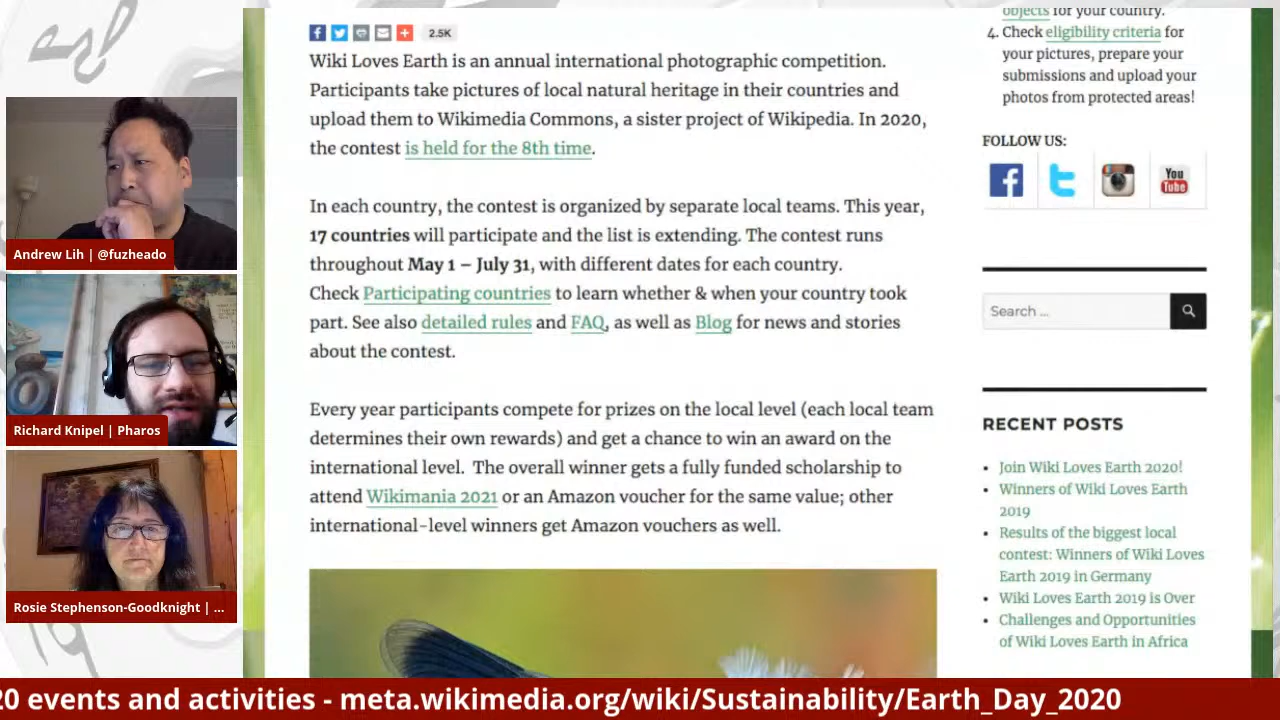 2.5K
Wiki Loves Earth is an annual international photographic competition.
Participants take pictures of local natural heritage in their countries and
upload them to Wikimedia Commons, a sister project of Wikipedia. In 2020,
the contest is held for the 8th time.
In each country, the contest is organized by separate local teams. This year,
17 countries will participate and the list is extending. The contest runs
throughout May 1 – July 31, with different dates for each country.
Check Participating countries to learn whether & when your country took
part. See also detailed rules and FAQ, as well as Blog for news and stories
about the contest.
Every year participants compete for prizes on the local level (each local team
determines their own rewards) and get a chance to win an award on the
international level. The overall winner gets a fully funded scholarship to
attend Wikimania 2021 or an Amazon voucher for the same value; other
international-level winners get Amazon vouchers as well.
objects for your country.
4. Check eligibility criteria for
your pictures, prepare your
submissions and upload your
photos from protected areas!
FOLLOW US:
You
Tube
Search ...
RECENT POSTS
Join Wiki Loves Earth 2020!
Winners of Wiki Loves Earth
2019
Results of the biggest local
contest: Winners of Wiki Loves
Earth 2019 in Germany
Wiki Loves Earth 2019 is Over
Challenges and Opportunities
of Wiki Loves Earth in Africa
Andrew Lih | @fuzheado
Richard Knipel | Pharos
Rosie Stephenson-Goodknight | ...
20 events and activities - meta.wikimedia.org/wiki/Sustainability/Earth_Day_2020